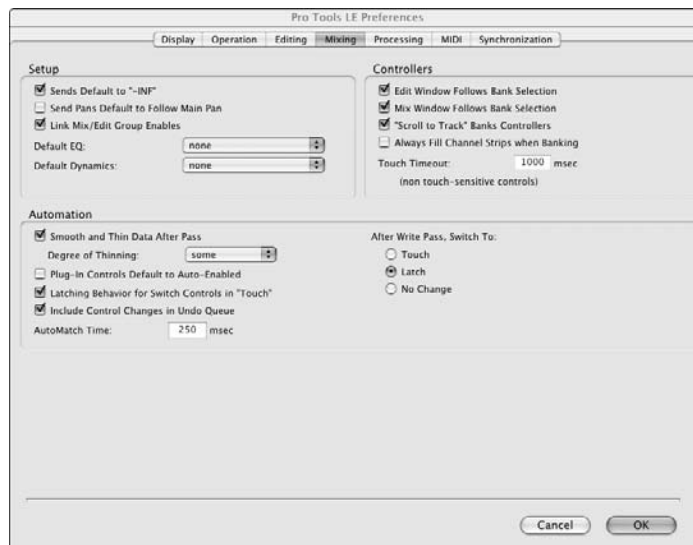 Pro Tools LE Preferences
Display Operation Editing Mixing Processing MIDI Synchronization
Setup
Sends Default to "-INF"
Send Pans Default to Follow Main Pan
Link Mix/Edit Group Enables
Default EQ: none
Default Dynamics: none
Controllers
Edit Window Follows Bank Selection
Mix Window Follows Bank Selection
"Scroll to Track" Banks Controllers
Always Fill Channel Strips when Banking
Touch Timeout: 1000 msec
(non touch-sensitive controls)
Automation
Smooth and Thin Data After Pass
Degree of Thinning: some
Plug-In Controls Default to Auto-Enabled
Latching Behavior for Switch Controls in "Touch"
Include Control Changes in Undo Queue
AutoMatch Time: 250 msec
After Write Pass, Switch To:
Touch
Latch
No Change
Cancel OK